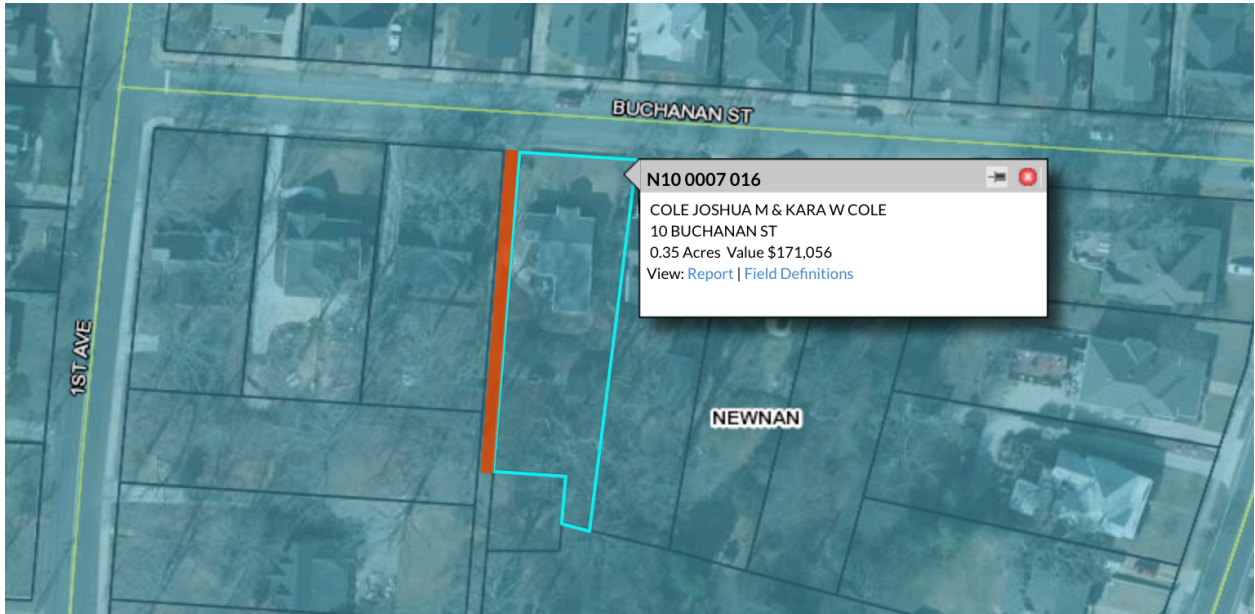 BUCHANAN ST
N10 0007 016
COLE JOSHUA M & KARA W COLE
10 BUCHANAN ST
0.35 Acres Value $171,056
View: Report | Field Definitions
1ST AVE
NEWNAN